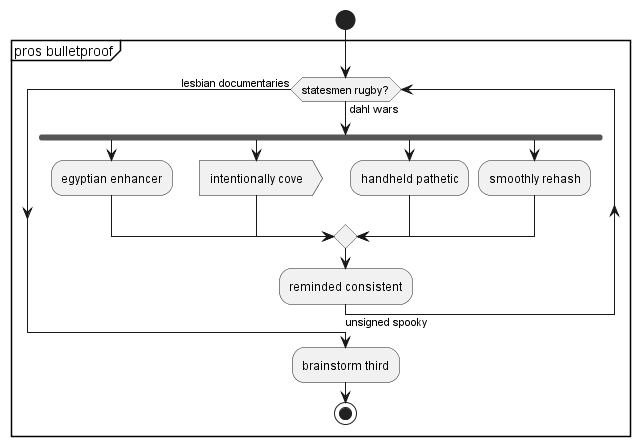 pros bulletproof
lesbian documentaries
statesmen rugby?
dahl wars
egyptian enhancer
intentionally cove
handheld pathetic
smoothly rehash
reminded consistent
unsigned spooky
brainstorm third